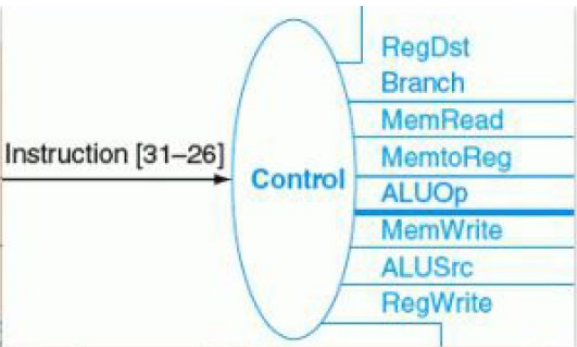 RegDst
Branch
MemRead
Instruction [31–26]
MemtoReg
Control
ALUOp
MemWrite
ALUSrc
RegWrite